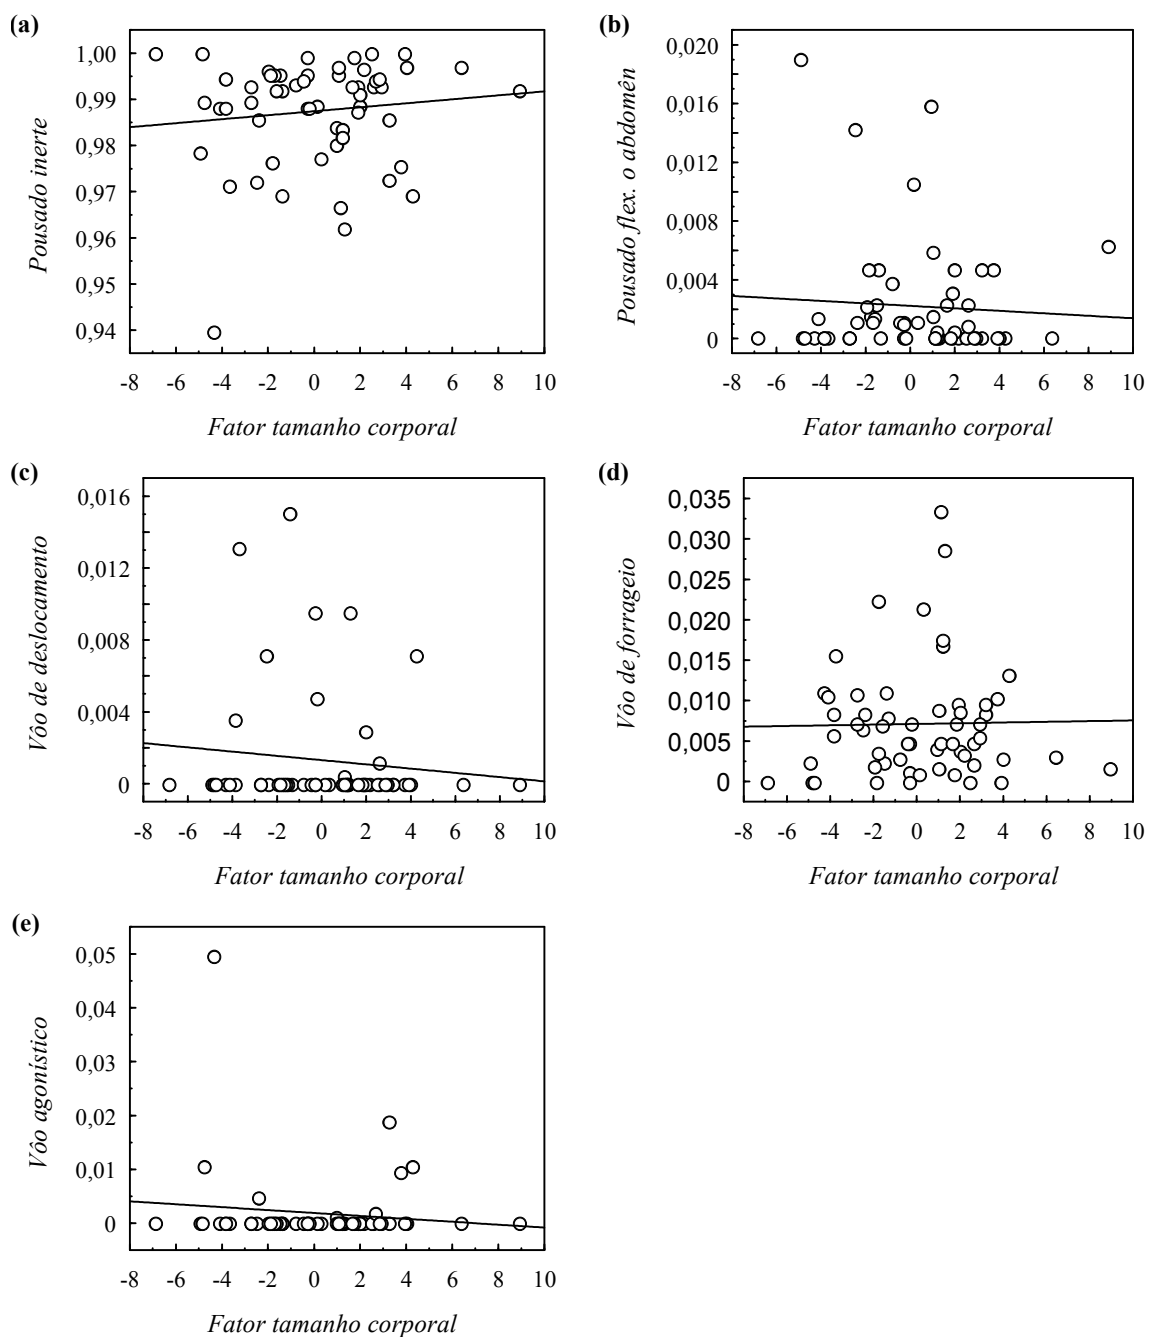 (a)
1,00
0,99
0,98
0,97
0,96
0,95
0,94
Pousado inerte
-8 -6 -4 -2 0 2 4 6 8 10
Fator tamanho corporal
(b)
0,020
0,016
0,012
0,008
0,004
0
Pousado flex. o abdomên
-8 -6 -4 -2 0 2 4 6 8 10
Fator tamanho corporal
(c)
0,016
0,012
0,008
0,004
0
Vôo de deslocamento
-8 -6 -4 -2 0 2 4 6 8 10
Fator tamanho corporal
(d)
0,035
0,030
0,025
0,020
0,015
0,010
0,005
0
Vôo de forrageio
-8 -6 -4 -2 0 2 4 6 8 10
Fator tamanho corporal
(e)
0,05
0,04
0,03
0,02
0,01
0
Vôo agonístico
-8 -6 -4 -2 0 2 4 6 8 10
Fator tamanho corporal